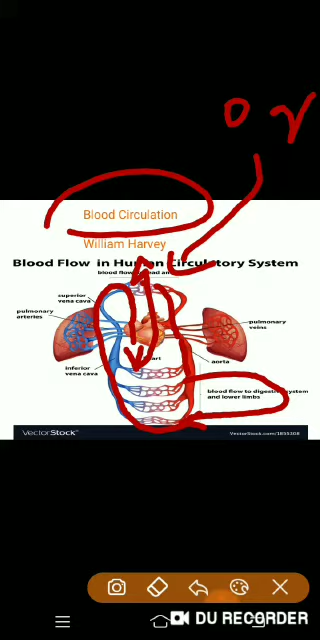 Blood Circulation
William Harvey
Blood Flow in Human Circulatory System
superior
vena cava
pulmonary
arteries
pulmonary
veins
inferior
vena cava
aorta
blood flow to digestive system
and lower limbs
VectorStock
VectorStock.com/1855308
DU RECORDER